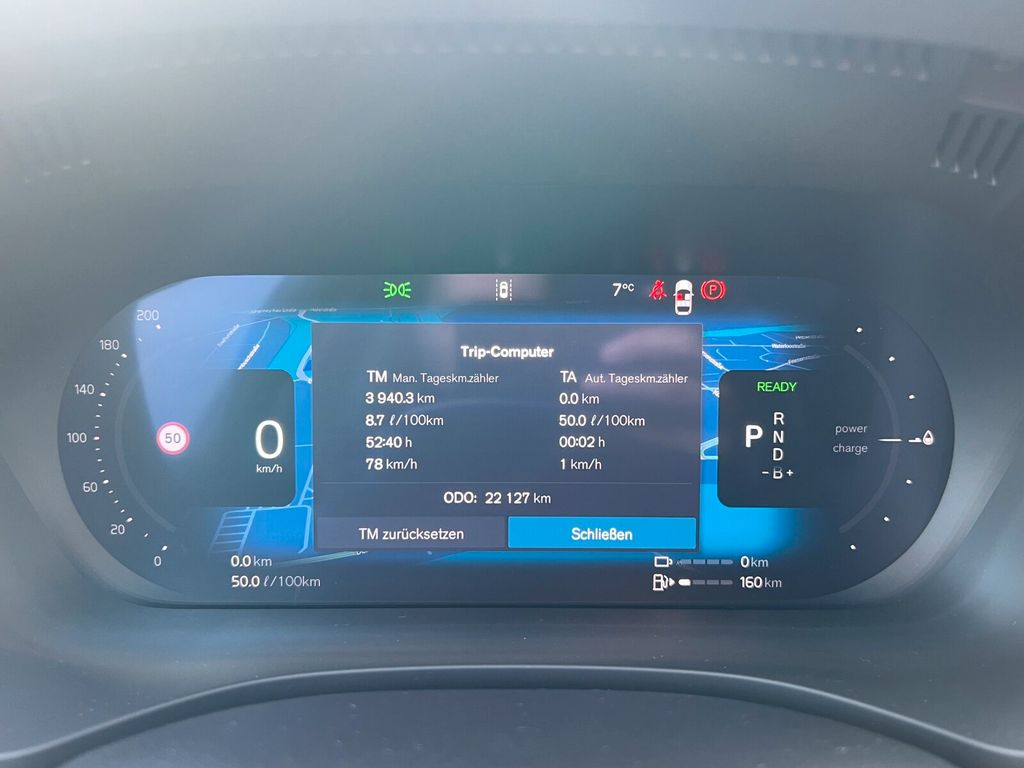 7°C
P
200
180
140
100
60
20
0
50
0
km/h
Trip-Computer
TM Man. Tageskm.zähler
3 940.3 km
8.7 ℓ/100km
52:40 h
78 km/h
TA Aut. Tageskm.zähler
0.0 km
50.0 ℓ/100km
00:02 h
1 km/h
ODO: 22 127 km
TM zurücksetzen
Schließen
READY
P
R
N
D
-B+
power
charge
0.0 km
50.0 ℓ/100km
0 km
160 km